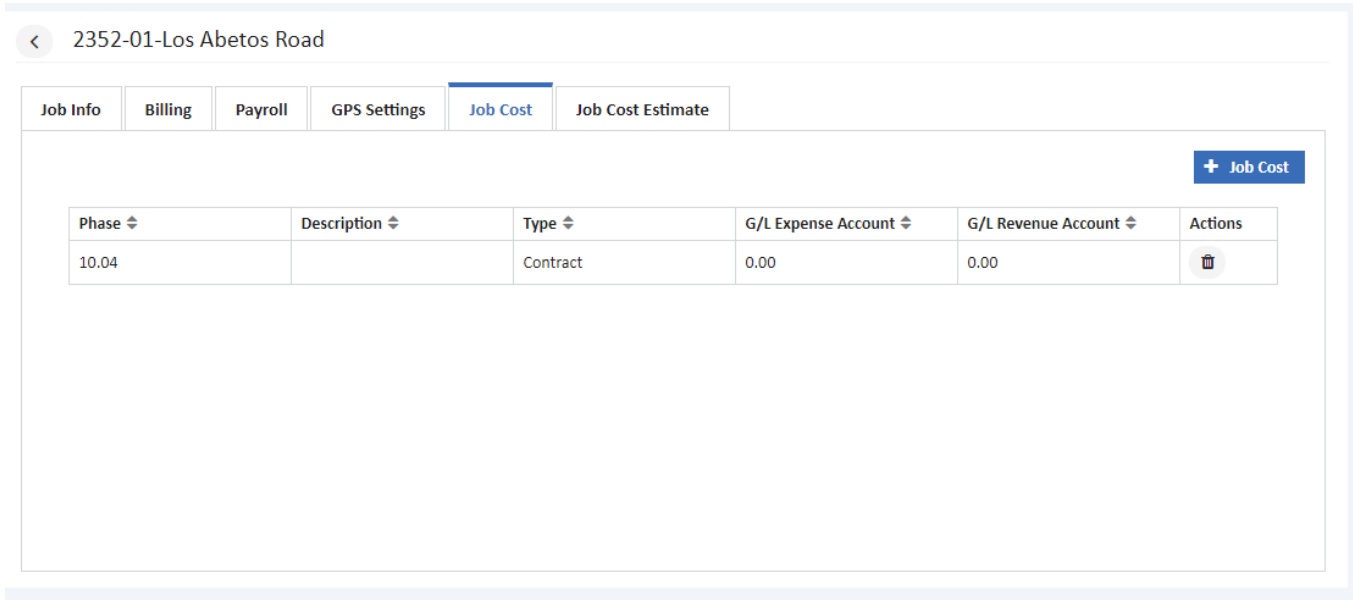 2352-01-Los Abetos Road
Job Info Billing Payroll GPS Settings Job Cost Job Cost Estimate
+ Job Cost
Phase Description Type G/L Expense Account G/L Revenue Account Actions
10.04 Contract 0.00 0.00